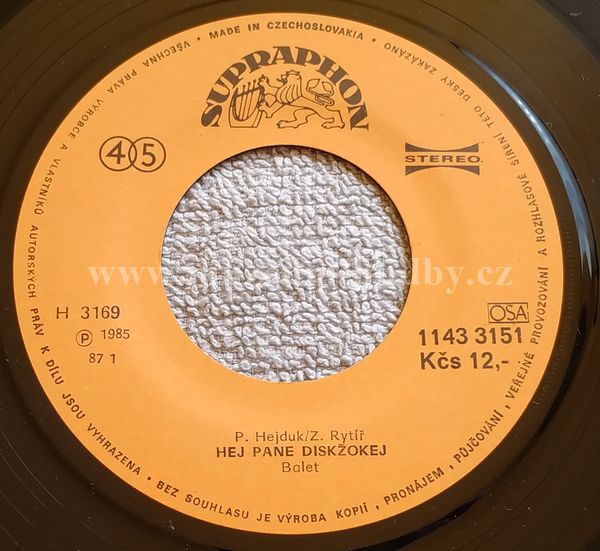 VŠECHNA PRÁVA VÝROBCE A VLASTNÍKŮ AUTORSKÝCH PRÁV K DÍLU JSOU VYHRAZENA • BEZ SOUHLASU JE VÝROBA KOPIÍ, PRONÁJEM, PŮJČOVÁNÍ, VEŘEJNÉ PROVOZOVÁNÍ A ROZHLASOVÉ ŠÍŘENÍ TÉTO DESKY ZAKÁZÁNO • MADE IN CZECHOSLOVAKIA •
SUPRAPHON
45
STEREO
H 3169
Ⓟ 1985
87 1
OSA
1143 3151
Kčs 12,-
P. Hejduk/Z. Rytíř
HEJ PANE DISKŽOKEJ
Balet